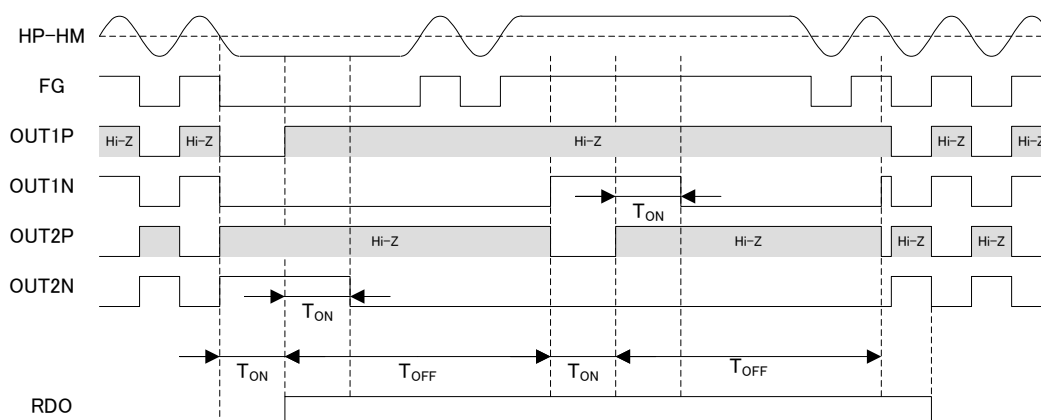 HP-HM
FG
OUT1P Hi-Z Hi-Z Hi-Z Hi-Z Hi-Z
OUT1N
TON
OUT2P Hi-Z Hi-Z Hi-Z Hi-Z
OUT2N
TON
TON TOFF TON TOFF
RDO